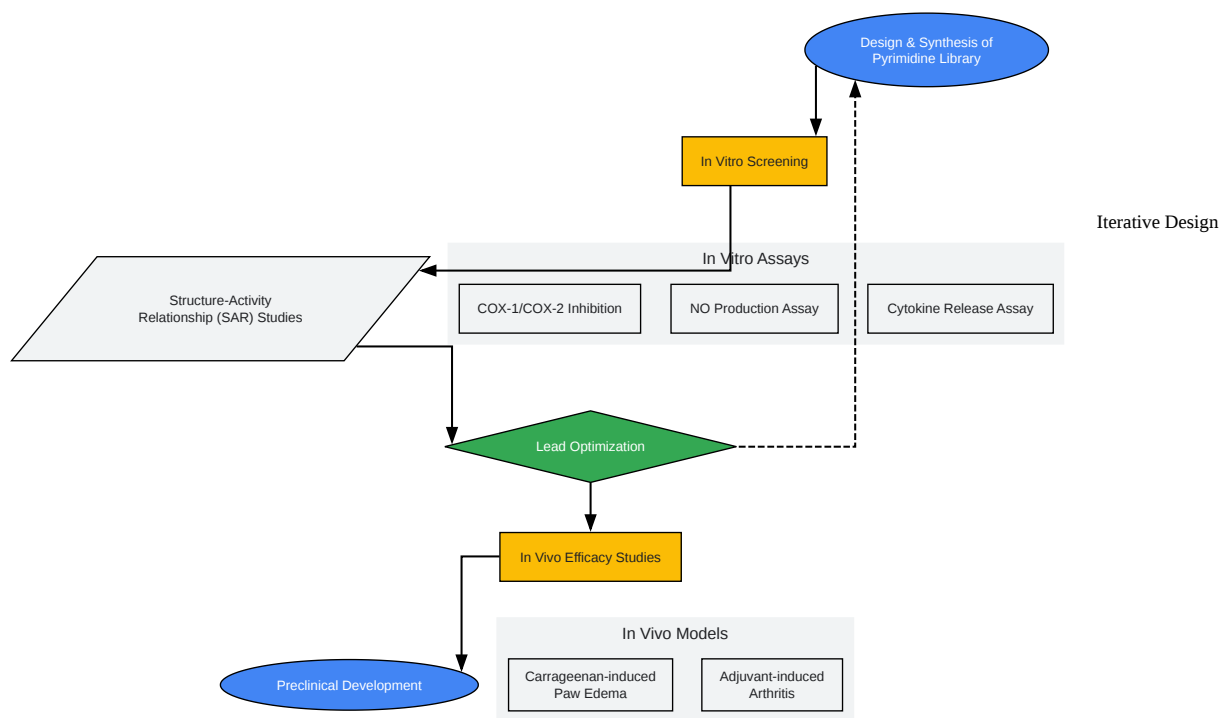 Design & Synthesis of
Pyrimidine Library
In Vitro Screening
Iterative Design
In Vitro Assays
Structure-Activity
Relationship (SAR) Studies
COX-1/COX-2 Inhibition
NO Production Assay
Cytokine Release Assay
Lead Optimization
In Vivo Efficacy Studies
In Vivo Models
Preclinical Development
Carrageenan-induced
Paw Edema
Adjuvant-induced
Arthritis